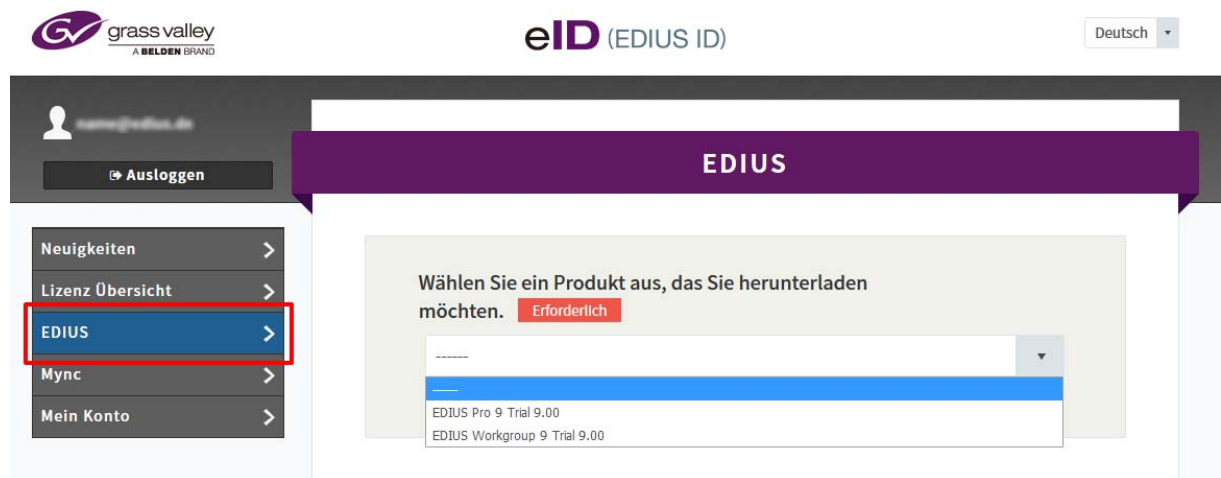 GV grass valley
A BELDEN BRAND
eID (EDIUS ID)
Deutsch
Ausloggen
EDIUS
Neuigkeiten
Lizenz Übersicht
EDIUS
Mync
Mein Konto
Wählen Sie ein Produkt aus, das Sie herunterladen
möchten. Erforderlich
------
------
EDIUS Pro 9 Trial 9.00
EDIUS Workgroup 9 Trial 9.00